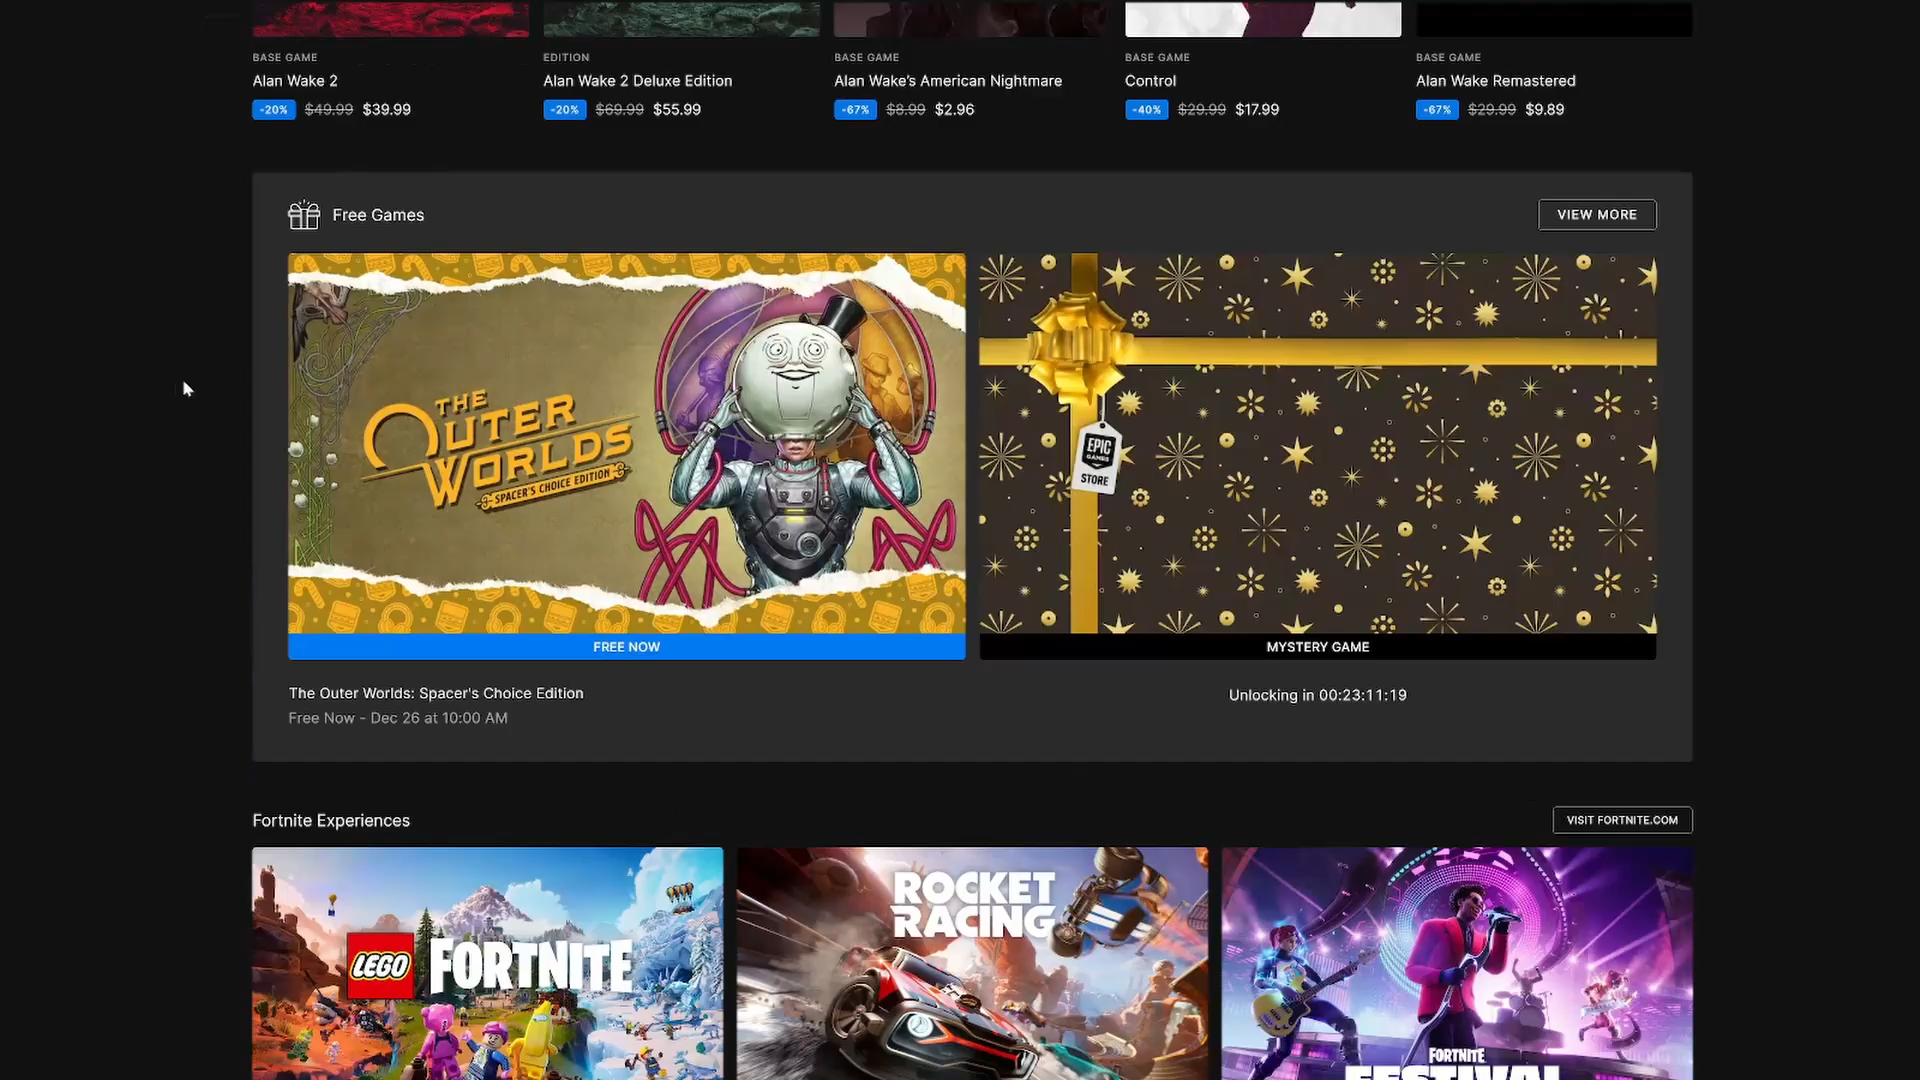 BASE GAME
Alan Wake 2
-20% $49.99 $39.99
EDITION
Alan Wake 2 Deluxe Edition
-20% $69.99 $55.99
BASE GAME
Alan Wake’s American Nightmare
-67% $8.99 $2.96
BASE GAME
Control
-40% $29.99 $17.99
BASE GAME
Alan Wake Remastered
-67% $29.99 $9.89
Free Games
VIEW MORE
THE
OUTER
WORLDS
SPACER'S CHOICE EDITION
FREE NOW
The Outer Worlds: Spacer's Choice Edition
Free Now - Dec 26 at 10:00 AM
EPIC
GAMES
STORE
MYSTERY GAME
Unlocking in 00:23:11:19
Fortnite Experiences
VISIT FORTNITE.COM
LEGO FORTNITE
ROCKET
RACING
FORTNITE
FESTIVAL